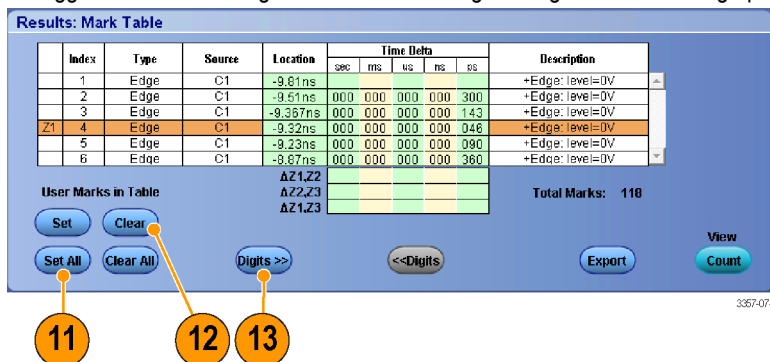 Results: Mark Table
Index Type Source Location Time Delta Description
sec ms us ns ps
1 Edge C1 -9.81ns +Edge: level=0V
2 Edge C1 -9.51ns 000 000 000 000 300 +Edge: level=0V
3 Edge C1 -9.367ns 000 000 000 000 143 +Edge: level=0V
Z1 4 Edge C1 -9.32ns 000 000 000 000 046 +Edge: level=0V
5 Edge C1 -9.23ns 000 000 000 000 090 +Edge: level=0V
6 Edge C1 -8.87ns 000 000 000 000 360 +Edge: level=0V
ΔZ1,Z2
User Marks in Table ΔZ2,Z3 Total Marks: 118
ΔZ1,Z3
Set Clear
View
Set All Clear All Digits >> <<Digits Export Count
3357-07
11 12 13